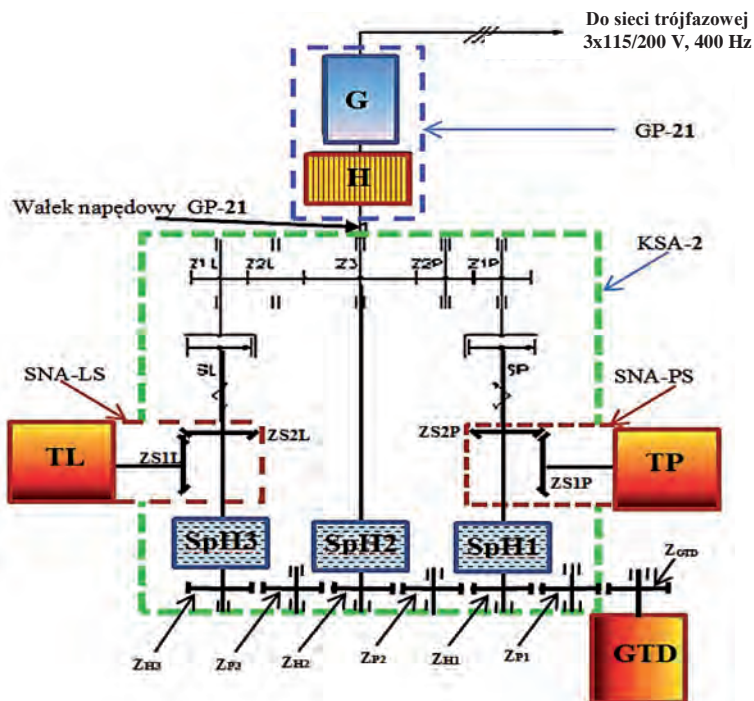 Do sieci trójfazowej
3x115/200 V, 400 Hz
G
GP-21
H
Wałek napędowy GP-21
KSA-2
Z1L
Z2L
Z3
Z2P
Z1P
SNA-LS
SL
SP
SNA-PS
TL
ZS1L
ZS2L
ZS2P
ZS1P
TP
SpH3
SpH2
SpH1
ZGTD
ZH3
ZP3
ZH2
ZP2
ZH1
ZP1
GTD